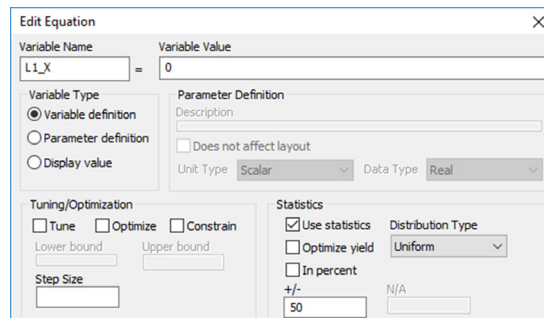 Edit Equation
Variable Name Variable Value
L1_X = 0
Variable Type Parameter Definition
Variable definition Description
Parameter definition Does not affect layout
Display value Unit Type Scalar Data Type Real
Tuning/Optimization Statistics
Tune Optimize Constrain Use statistics Distribution Type
Lower bound Upper bound Optimize yield Uniform
Step Size In percent
+/- N/A
50